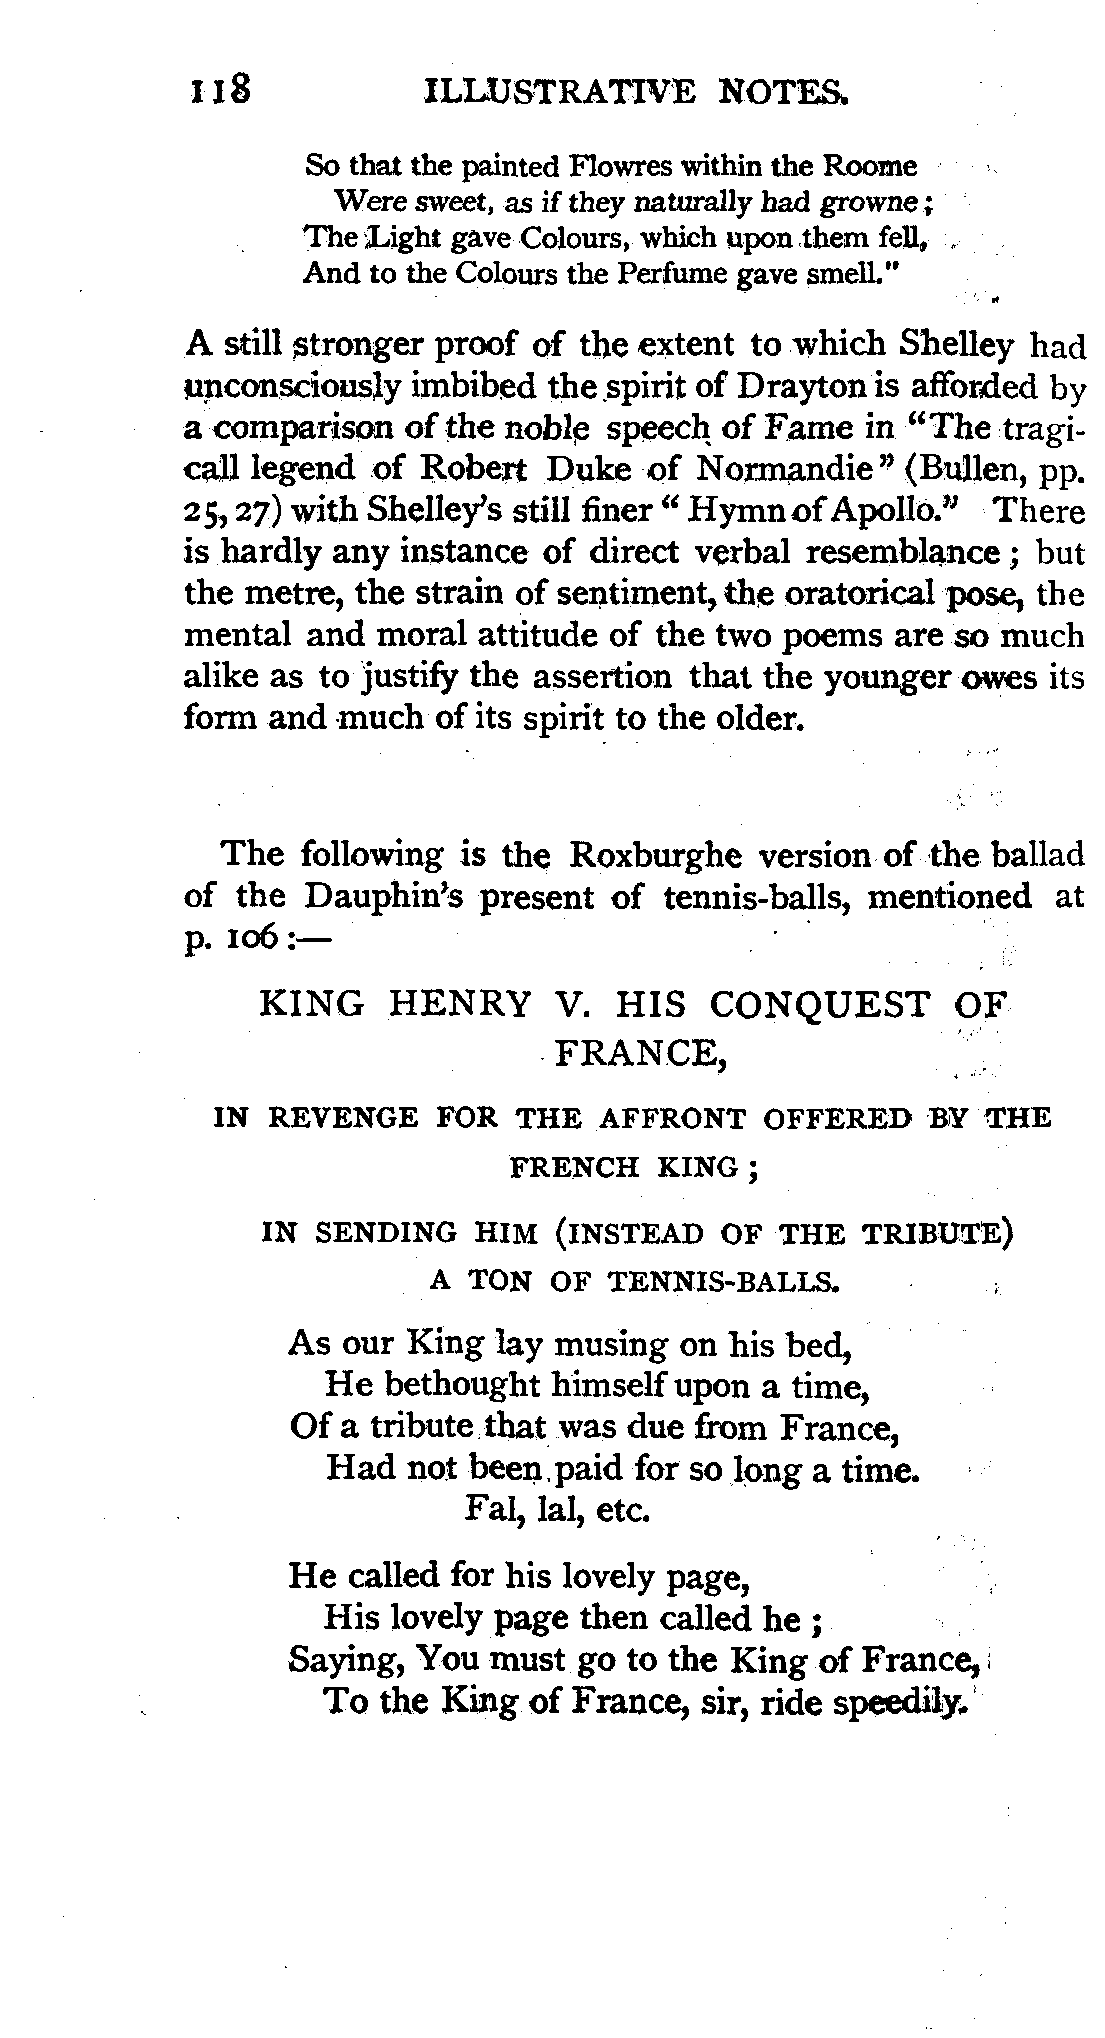 118 ILLUSTRATIVE NOTES.
So that the painted Flowres within the Roome
Were sweet, as if they naturally had growne;
The Light gave Colours, which upon them fell,
And to the Colours the Perfume gave smell."
A still stronger proof of the extent to which Shelley had
unconsciously imbibed the spirit of Drayton is afforded by
a comparison of the noble speech of Fame in "The tragi-
call legend of Robert Duke of Normandie" (Bullen, pp.
25, 27) with Shelley's still finer "Hymn of Apollo." There
is hardly any instance of direct verbal resemblance; but
the metre, the strain of sentiment, the oratorical pose, the
mental and moral attitude of the two poems are so much
alike as to justify the assertion that the younger owes its
form and much of its spirit to the older.
The following is the Roxburghe version of the ballad
of the Dauphin's present of tennis-balls, mentioned at
p. 106:—
KING HENRY V. HIS CONQUEST OF
FRANCE,
IN REVENGE FOR THE AFFRONT OFFERED BY THE
FRENCH KING;
IN SENDING HIM (INSTEAD OF THE TRIBUTE)
A TON OF TENNIS-BALLS.
As our King lay musing on his bed,
He bethought himself upon a time,
Of a tribute that was due from France,
Had not been paid for so long a time.
Fal, lal, etc.
He called for his lovely page,
His lovely page then called he;
Saying, You must go to the King of France,
To the King of France, sir, ride speedily.